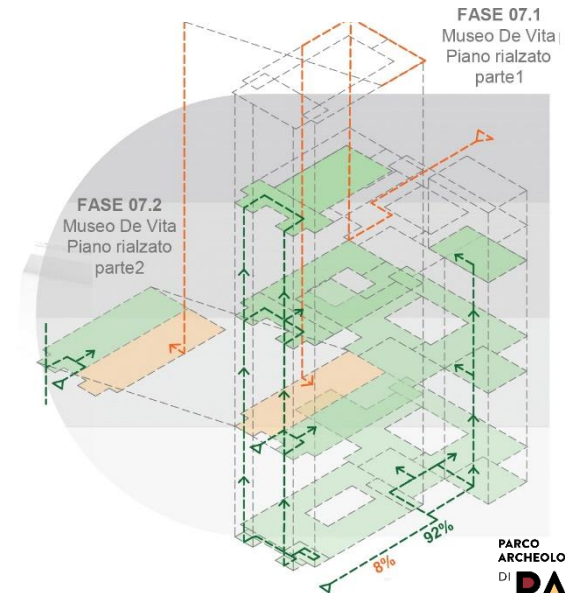 FASE 07.1
Museo De Vita
Piano rialzato
parte1
FASE 07.2
Museo De Vita
Piano rialzato
parte2
92%
8%
PARCO
ARCHEOLO
DI